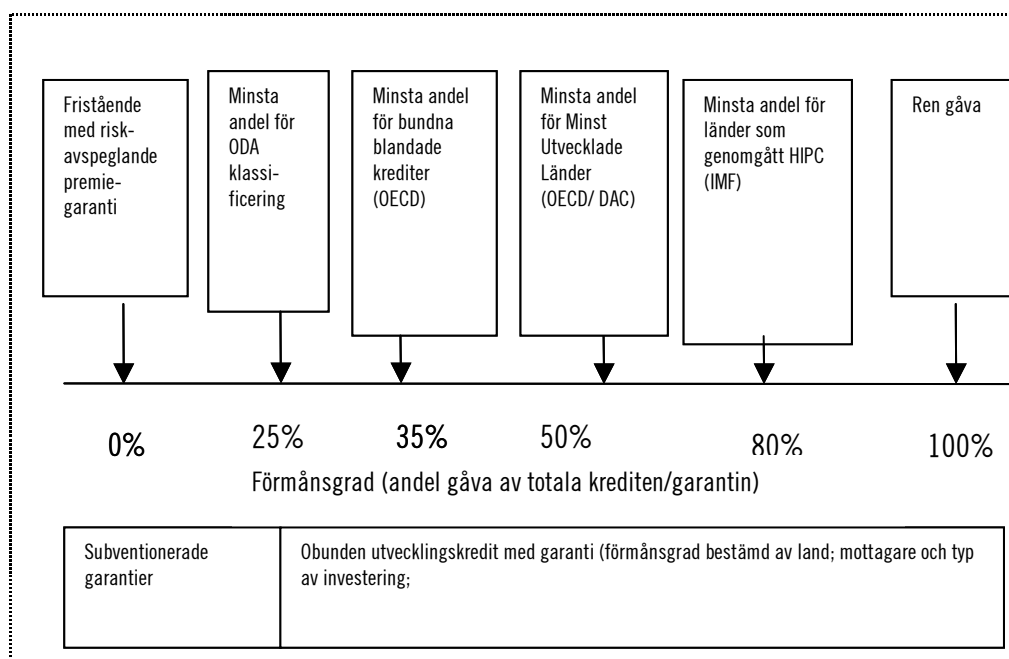 Fristående
med risk-
avspeglande
premie-
garanti
Minsta
andel för
ODA
klassi-
ficering
Minsta andel
för bundna
blandade
krediter
(OECD)
Minsta andel
för Minst
Utvecklade
Länder
(OECD/ DAC)
Minsta andel för
länder som
genomgått HIPC
(IMF)
Ren gåva
0% 25% 35% 50% 80% 100%
Förmånsgrad (andel gåva av totala krediten/garantin)
Subventionerade
garantier
Obunden utvecklingskredit med garanti (förmånsgrad bestämd av land; mottagare och typ
av investering;